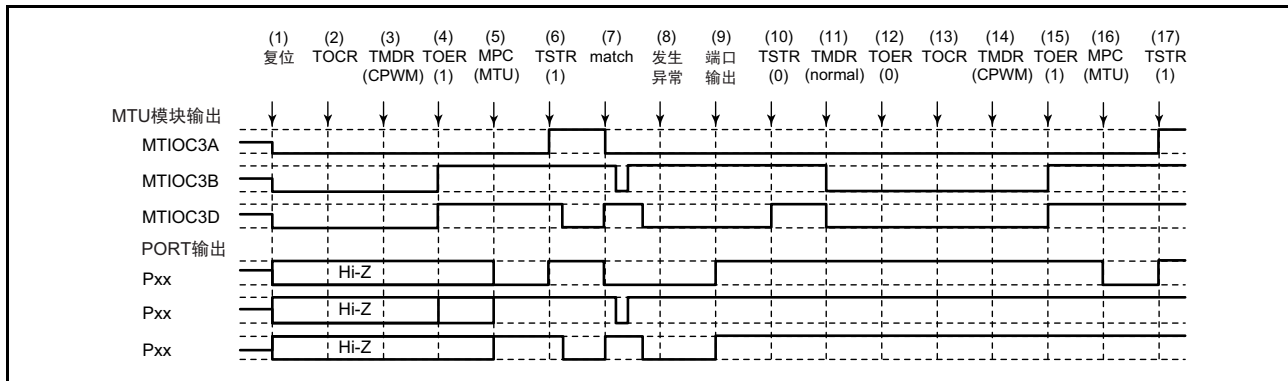 (1) (2) (3) (4) (5) (6) (7) (8) (9) (10) (11) (12) (13) (14) (15) (16) (17)
复位 TOCR TMDR TOER MPC TSTR match 发生 端口 TSTR TMDR TOER TOCR TMDR TOER MPC TSTR
(CPWM) (1) (MTU) (1) 异常 输出 (0) (normal) (0) (CPWM) (1) (MTU) (1)
MTU模块输出
MTIOC3A
MTIOC3B
MTIOC3D
PORT输出
Pxx Hi-Z
Pxx Hi-Z
Pxx Hi-Z